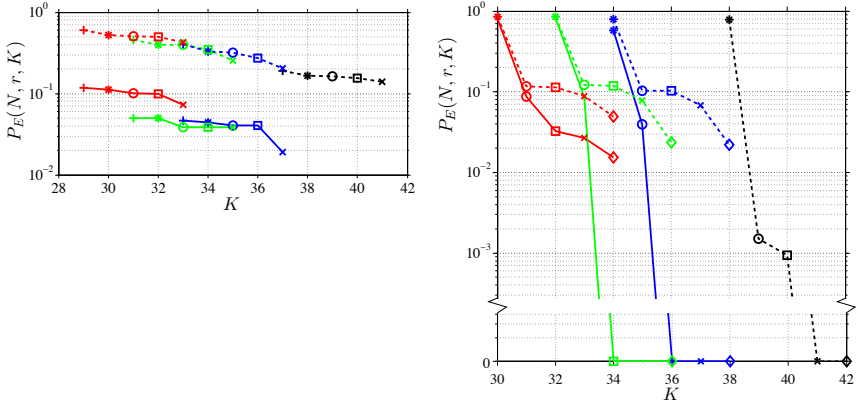 10^0
10^{-1}
10^{-2}
28 30 32 34 36 38 40 42
K
P_E(N, r, K)
10^0
10^{-1}
10^{-2}
10^{-3}
0
30 32 34 36 38 40 42
K
P_E(N, r, K)